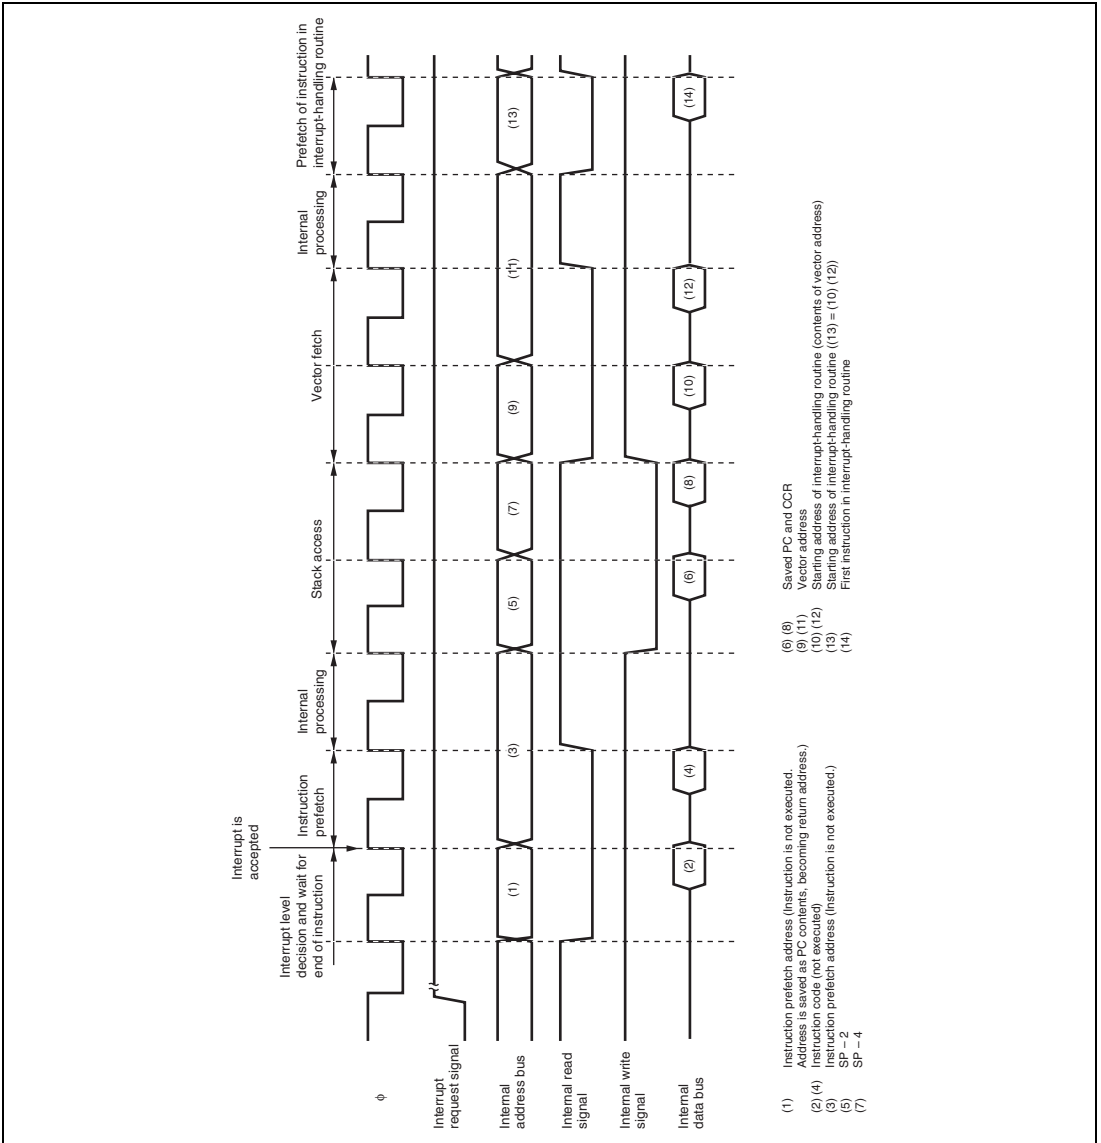 Interrupt is
accepted
Interrupt level
decision and wait for
end of instruction
Instruction
prefetch
Internal
processing
Stack access
Vector fetch
Internal
processing
Prefetch of instruction in
interrupt-handling routine
φ
Interrupt
request signal
Internal
address bus
(1)
(3)
(5)
(7)
(9)
(11)
(13)
Internal read
signal
Internal write
signal
Internal
data bus
(2)
(4)
(6)
(8)
(10)
(12)
(14)
(1) Instruction prefetch address (Instruction is not executed.
Address is saved as PC contents, becoming return address.)
(2) (4) Instruction code (not executed)
(3) Instruction prefetch address (Instruction is not executed.)
(5) SP – 2
(7) SP – 4
(6) (8) Saved PC and CCR
(9) (11) Vector address
(10) (12) Starting address of interrupt-handling routine (contents of vector address)
(13) Starting address of interrupt-handling routine ((13) = (10) (12))
(14) First instruction in interrupt-handling routine